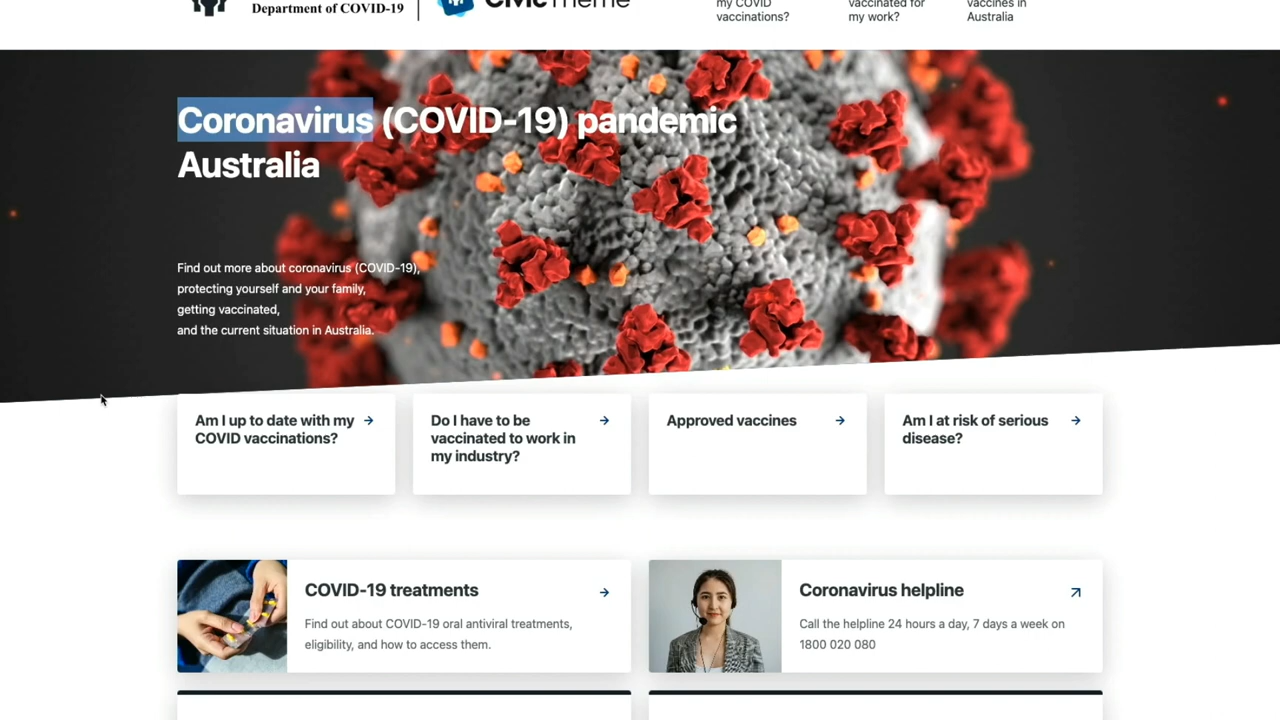 Department of COVID-19
CivicTheme
my COVID
vaccinations?
vaccinated for
my work?
vaccines in
Australia
Coronavirus (COVID-19) pandemic
Australia
Find out more about coronavirus (COVID-19),
protecting yourself and your family,
getting vaccinated,
and the current situation in Australia.
Am I up to date with my
COVID vaccinations?
Do I have to be
vaccinated to work in
my industry?
Approved vaccines
Am I at risk of serious
disease?
COVID-19 treatments
Find out about COVID-19 oral antiviral treatments,
eligibility, and how to access them.
Coronavirus helpline
Call the helpline 24 hours a day, 7 days a week on
1800 020 080